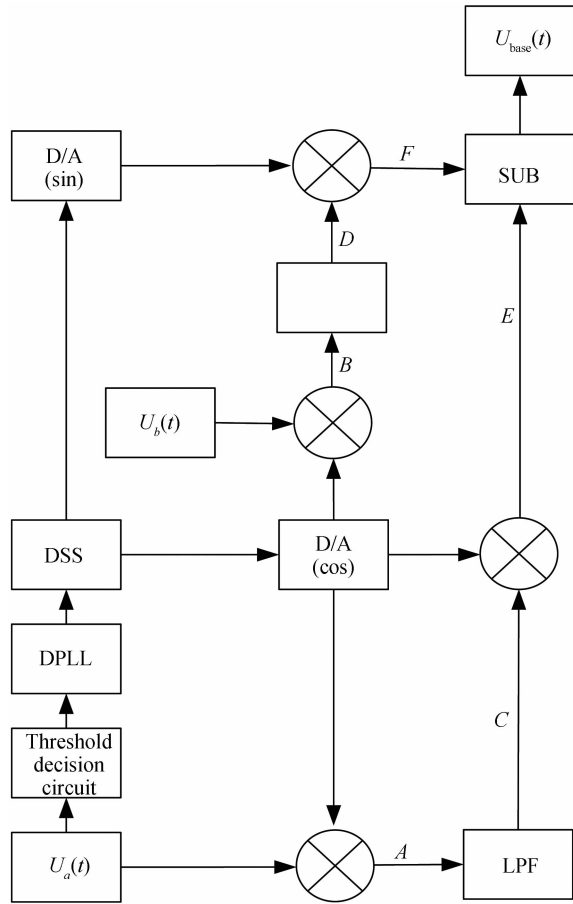 U_base(t)
D/A
(sin)
F
SUB
D
E
B
U_b(t)
DSS
D/A
(cos)
DPLL
C
Threshold
decision
circuit
U_a(t)
A
LPF